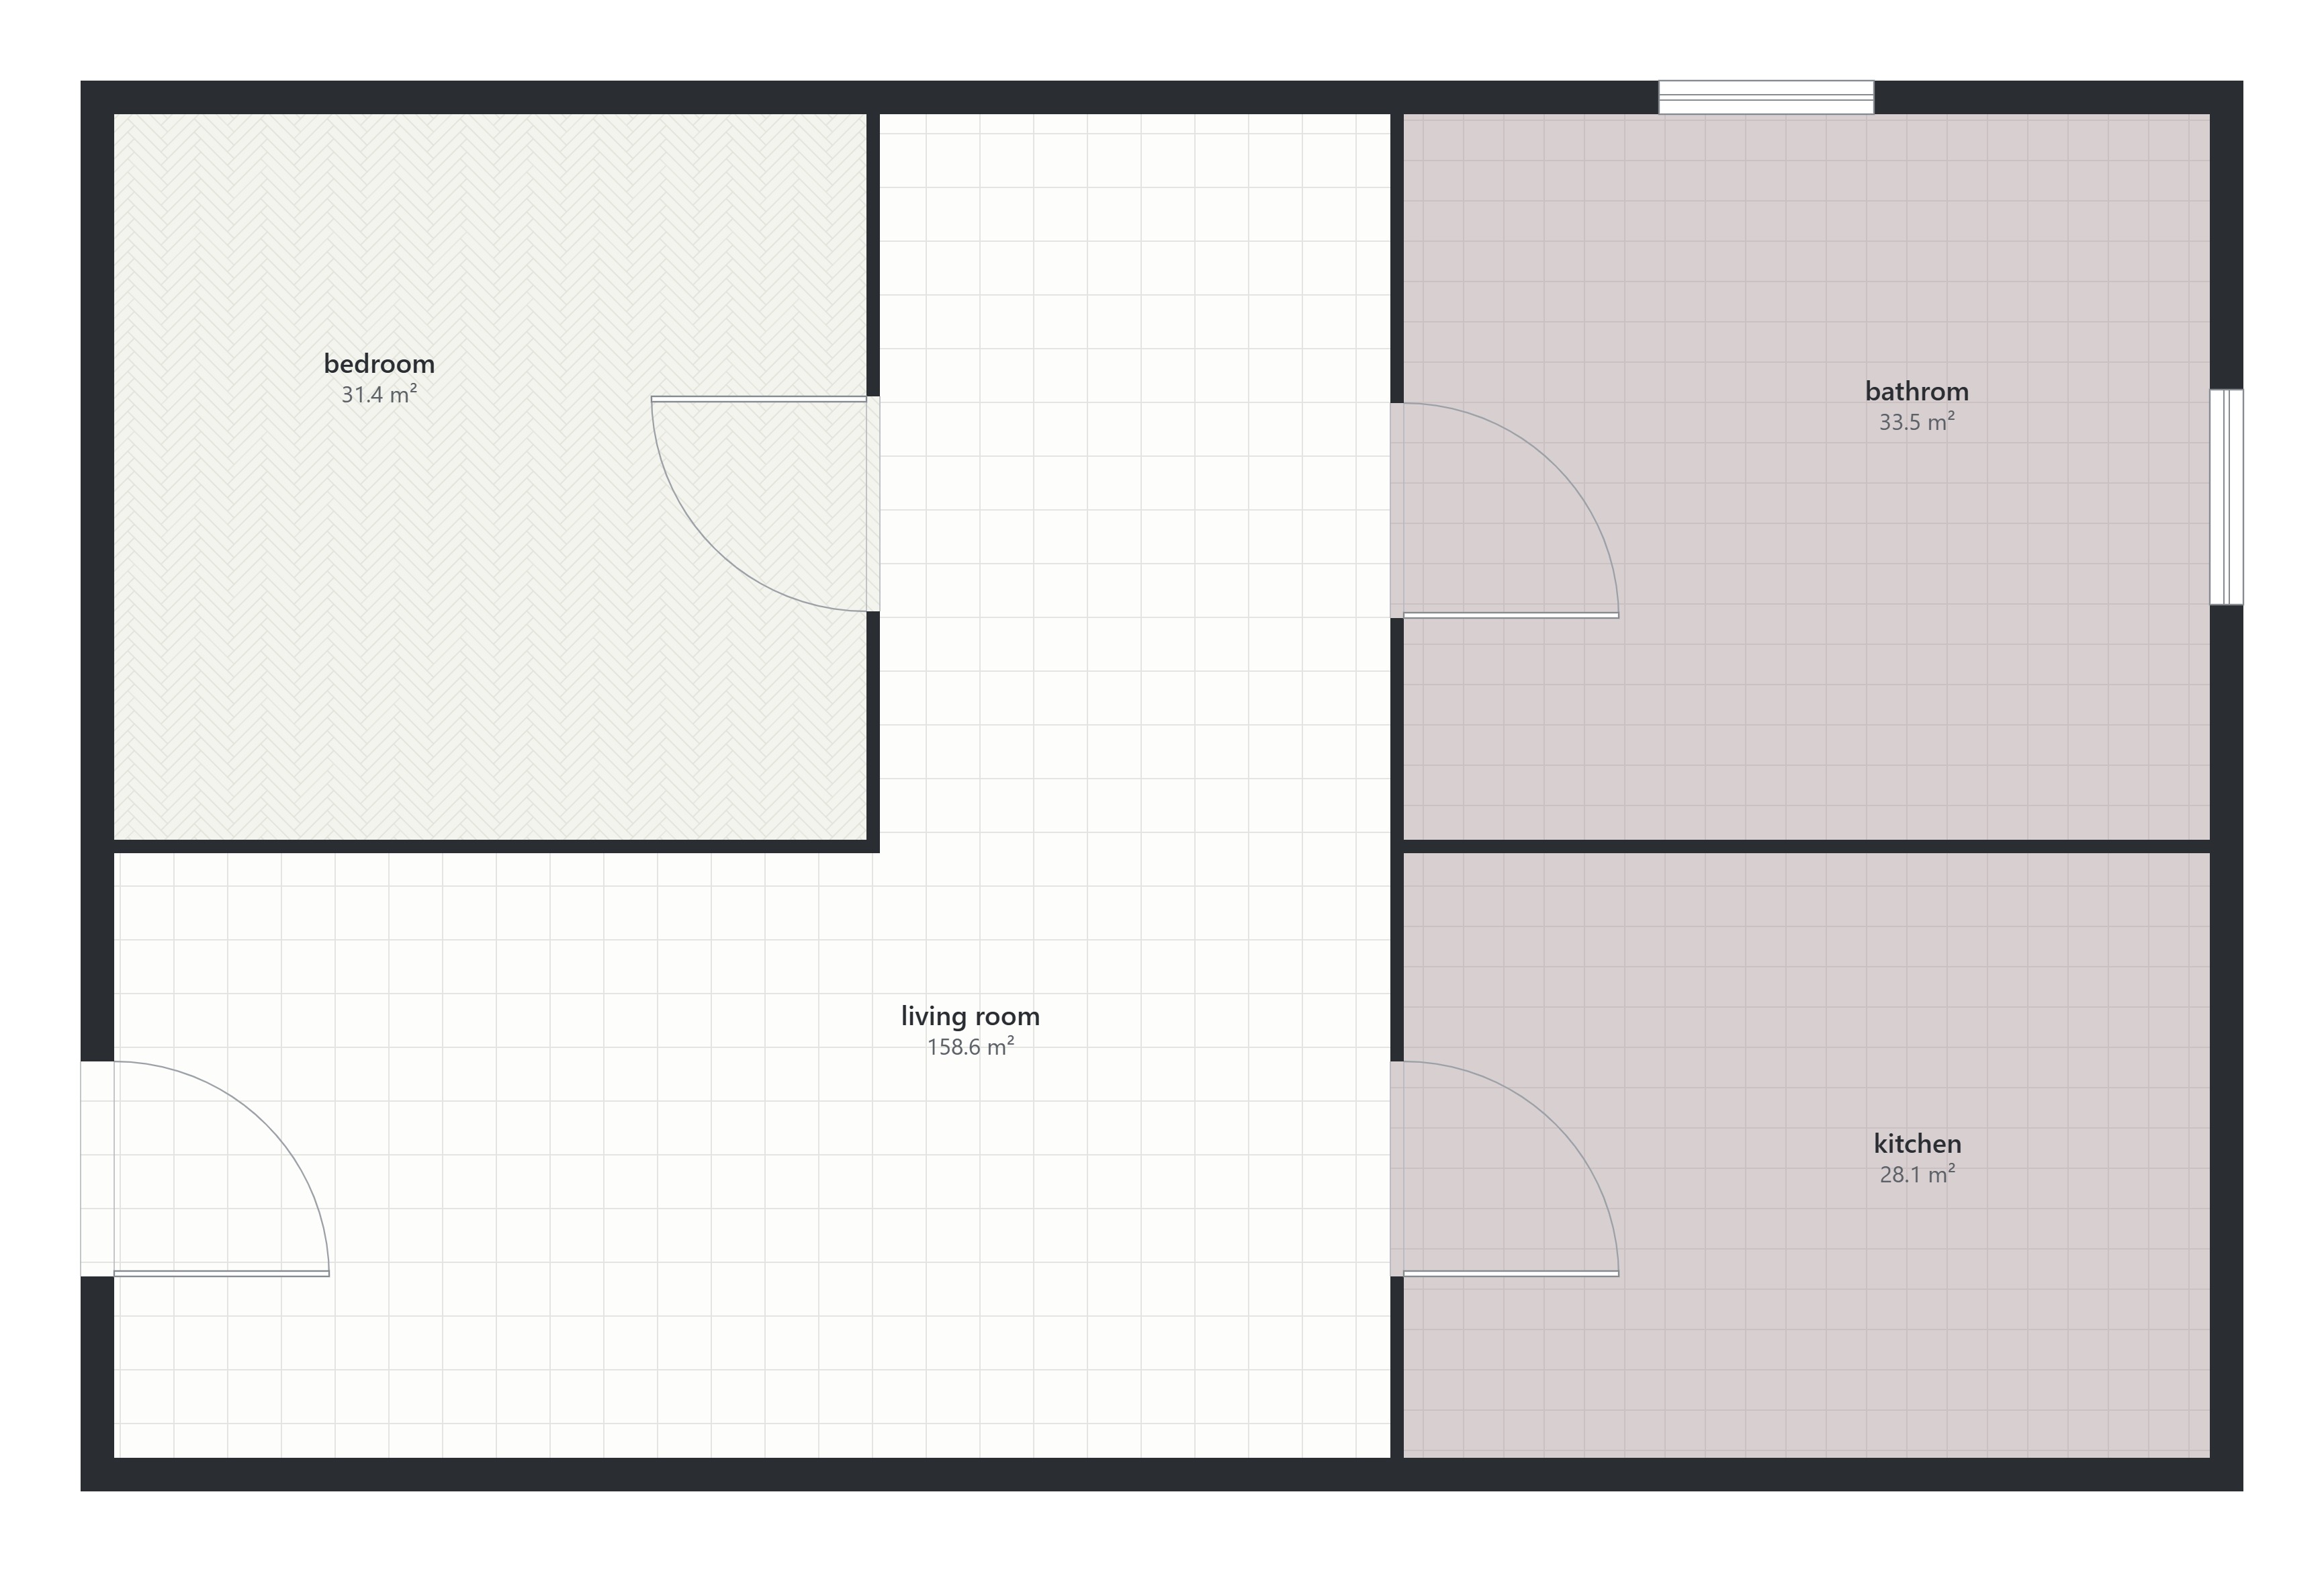 bedroom
31.4 m²
bathrom
33.5 m²
living room
158.6 m²
kitchen
28.1 m²